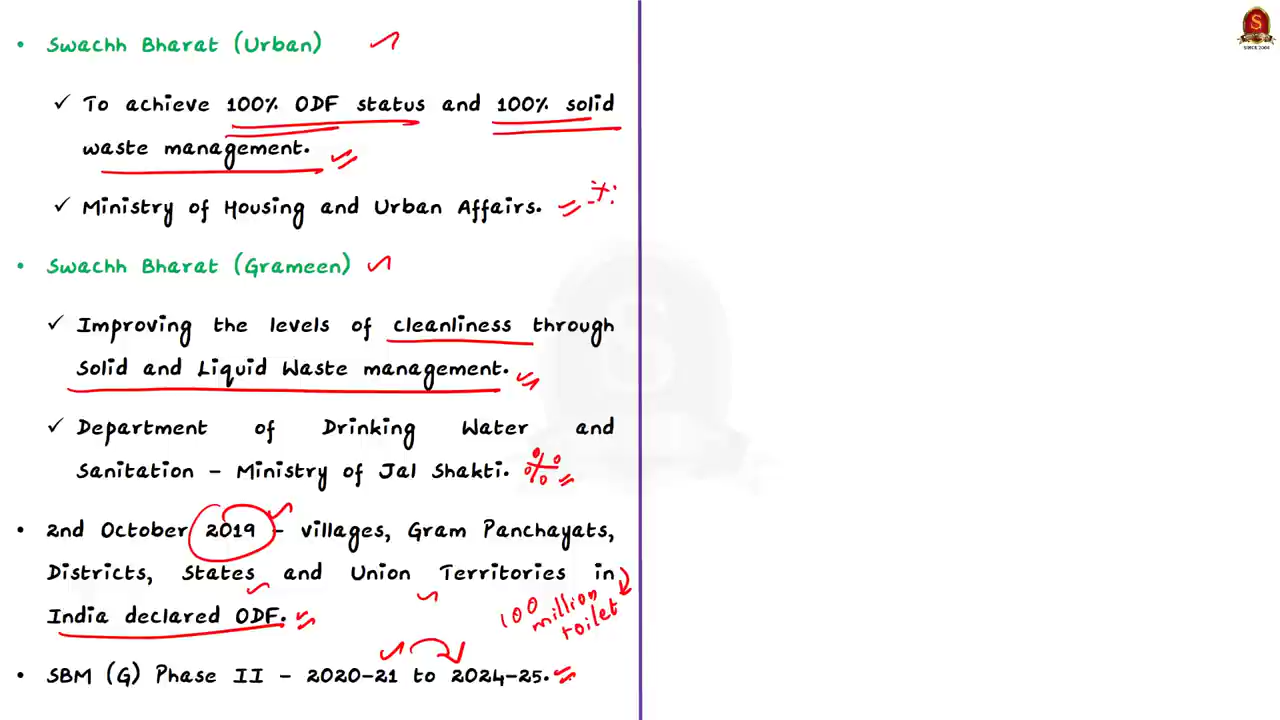 • Swachh Bharat (Urban)
✓ To achieve 100% ODF status and 100% solid
waste management.
✓ Ministry of Housing and Urban Affairs.
• Swachh Bharat (Grameen)
✓ Improving the levels of cleanliness through
Solid and Liquid Waste management.
✓ Department of Drinking Water and
Sanitation – Ministry of Jal Shakti.
• 2nd October 2019 – villages, Gram Panchayats,
Districts, States and Union Territories in
India declared ODF.
100 million toilet
• SBM (G) Phase II – 2020-21 to 2024-25.
S
SINCE 2004